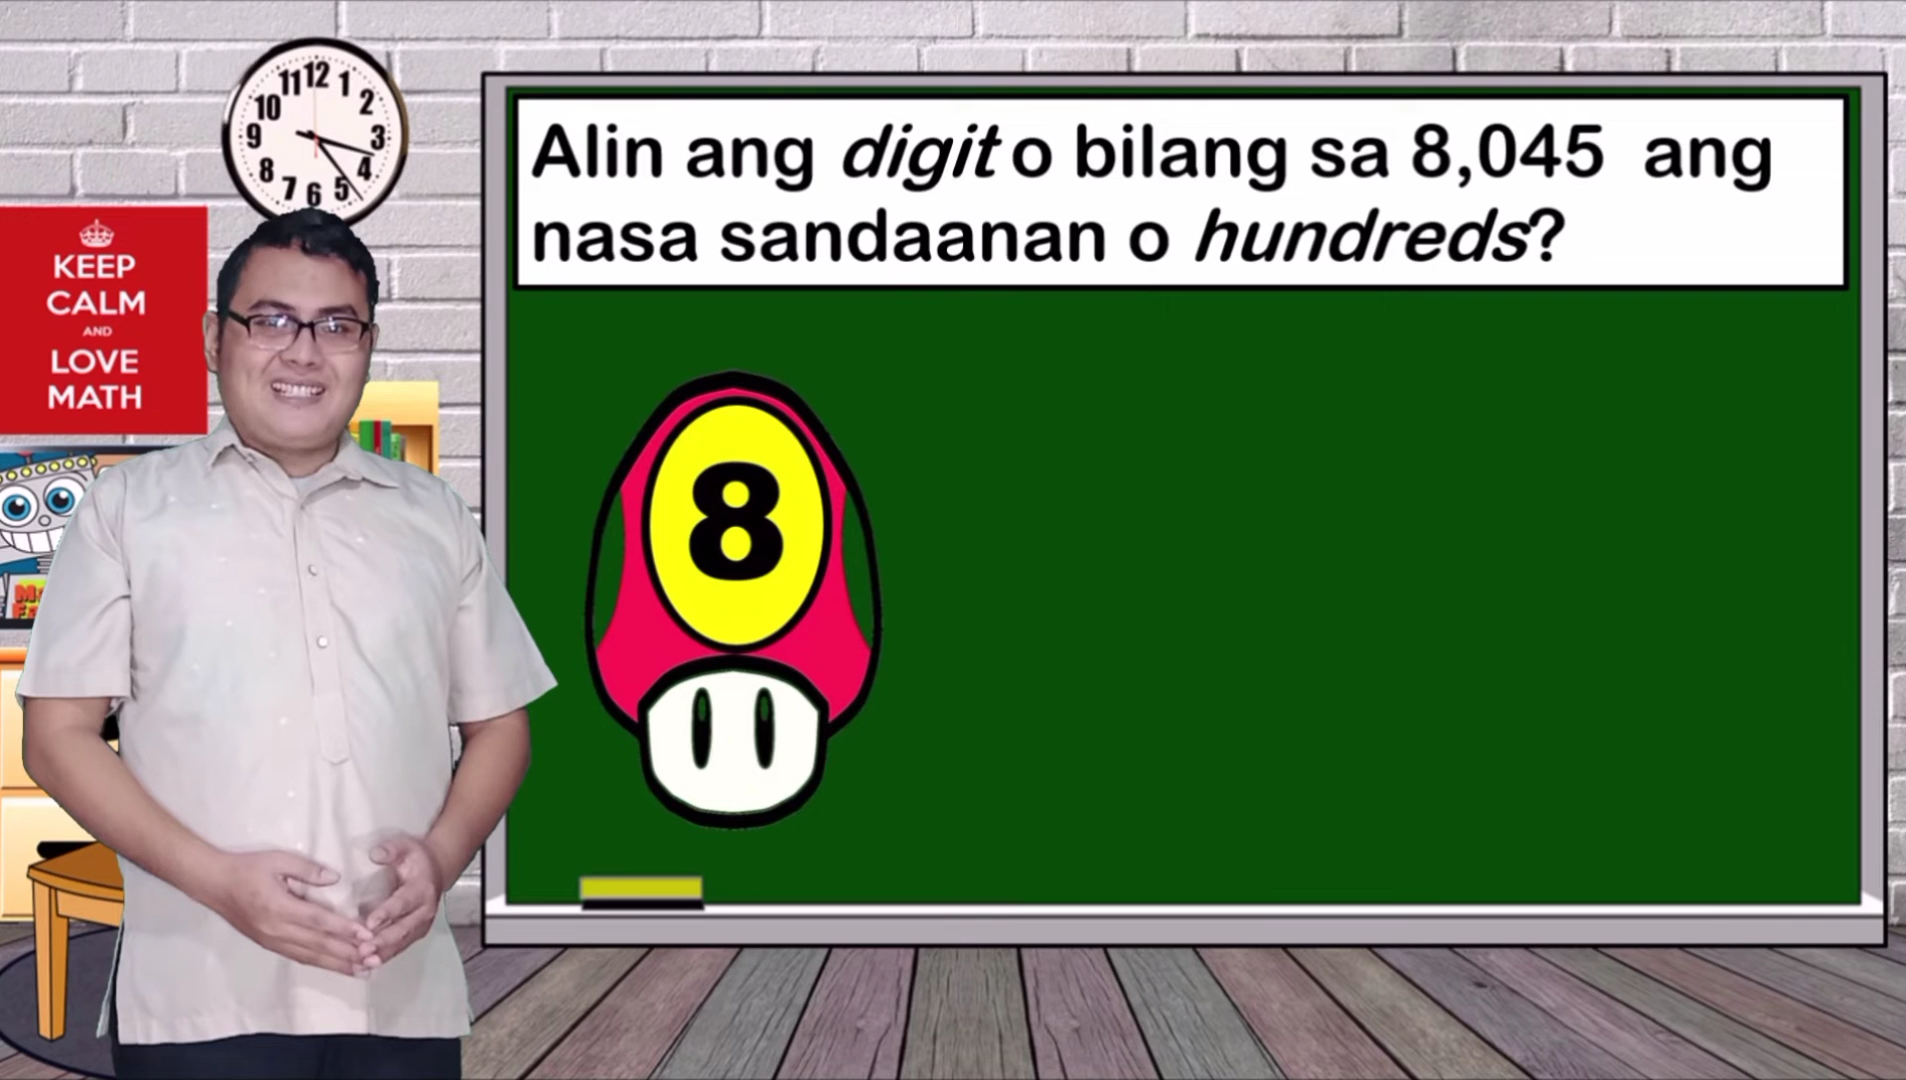 Alin ang digit o bilang sa 8,045 ang
nasa sandaanan o hundreds?
8
11 12 1
10 2
9 3
8 4
7 6 5
KEEP
CALM
AND
LOVE
MATH